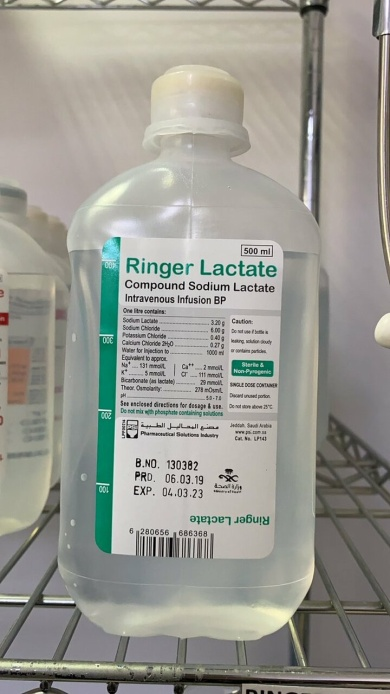 500 ml
Ringer Lactate
Compound Sodium Lactate
Intravenous Infusion BP
One litre contains:
Sodium Lactate 3.20 g
Sodium Chloride 6.00 g
Potassium Chloride 0.40 g
Calcium Chloride 2H₂O 0.27 g
Water for Injection to 1000 ml
Equivalent to approx.
Na⁺ ..... 131 mmol/L Ca⁺⁺ .... 2 mmol/L
K⁺ ..... 5 mmol/L Cl⁻ .... 111 mmol/L
Bicarbonate (as lactate) 29 mmol/L
Theor. Osmolarity: 278 mOsm/L
pH 5.0 - 7.0
See enclosed directions for dosage & use.
Do not mix with phosphate containing solutions
Caution:
Do not use if bottle is
leaking, solution cloudy
or contains particles.
Sterile &
Non-Pyrogenic
SINGLE DOSE CONTAINER
Discard unused portion.
Do not store above 25°C.
مصنع المحاليل الطبية
Pharmaceutical Solutions Industry
Jeddah, Saudi Arabia
www.psi.com.sa
Cat. No. LP143
B.NO. 130382
PRD. 06.03.19
EXP. 04.03.23
وزارة الصحة
Ringer Lactate
6 280656 686368
400
300
200
100